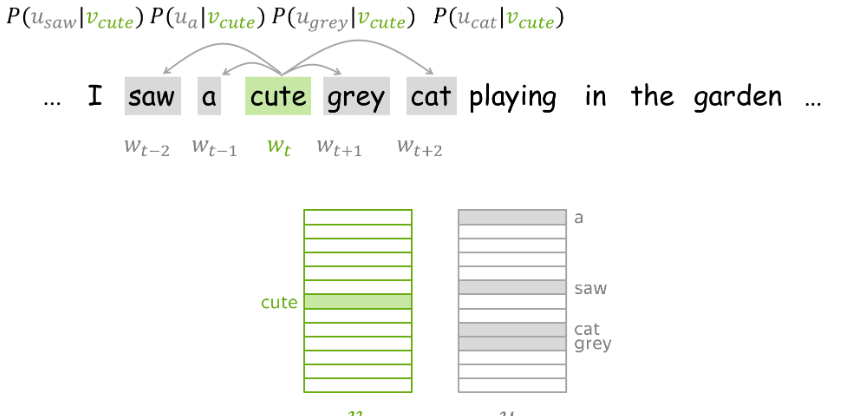 P(u_saw|v_cute) P(u_a|v_cute) P(u_grey|v_cute) P(u_cat|v_cute)
... I saw a cute grey cat playing in the garden ...
w_t−2 w_t−1 w_t w_t+1 w_t+2
a
saw
cute
cat
grey